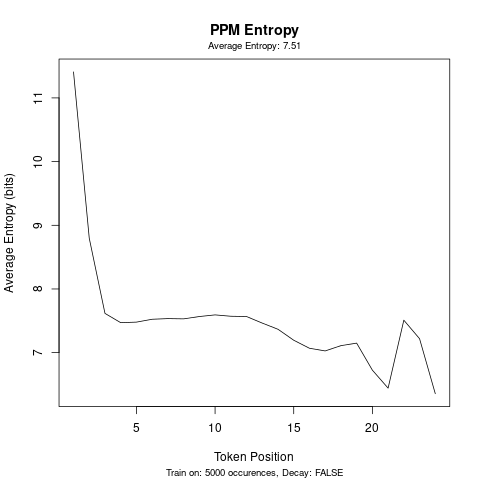 PPM Entropy
Average Entropy: 7.51
Average Entropy (bits)
11
10
9
8
7
5
10
15
20
Token Position
Train on: 5000 occurences, Decay: FALSE